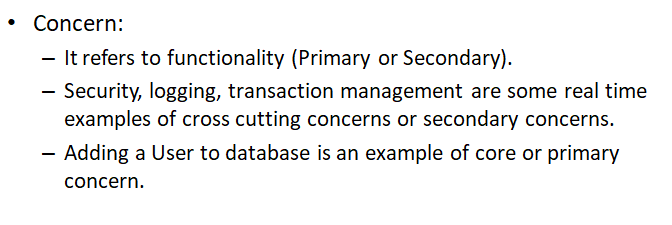 • Concern:
– It refers to functionality (Primary or Secondary).
– Security, logging, transaction management are some real time
examples of cross cutting concerns or secondary concerns.
– Adding a User to database is an example of core or primary
concern.